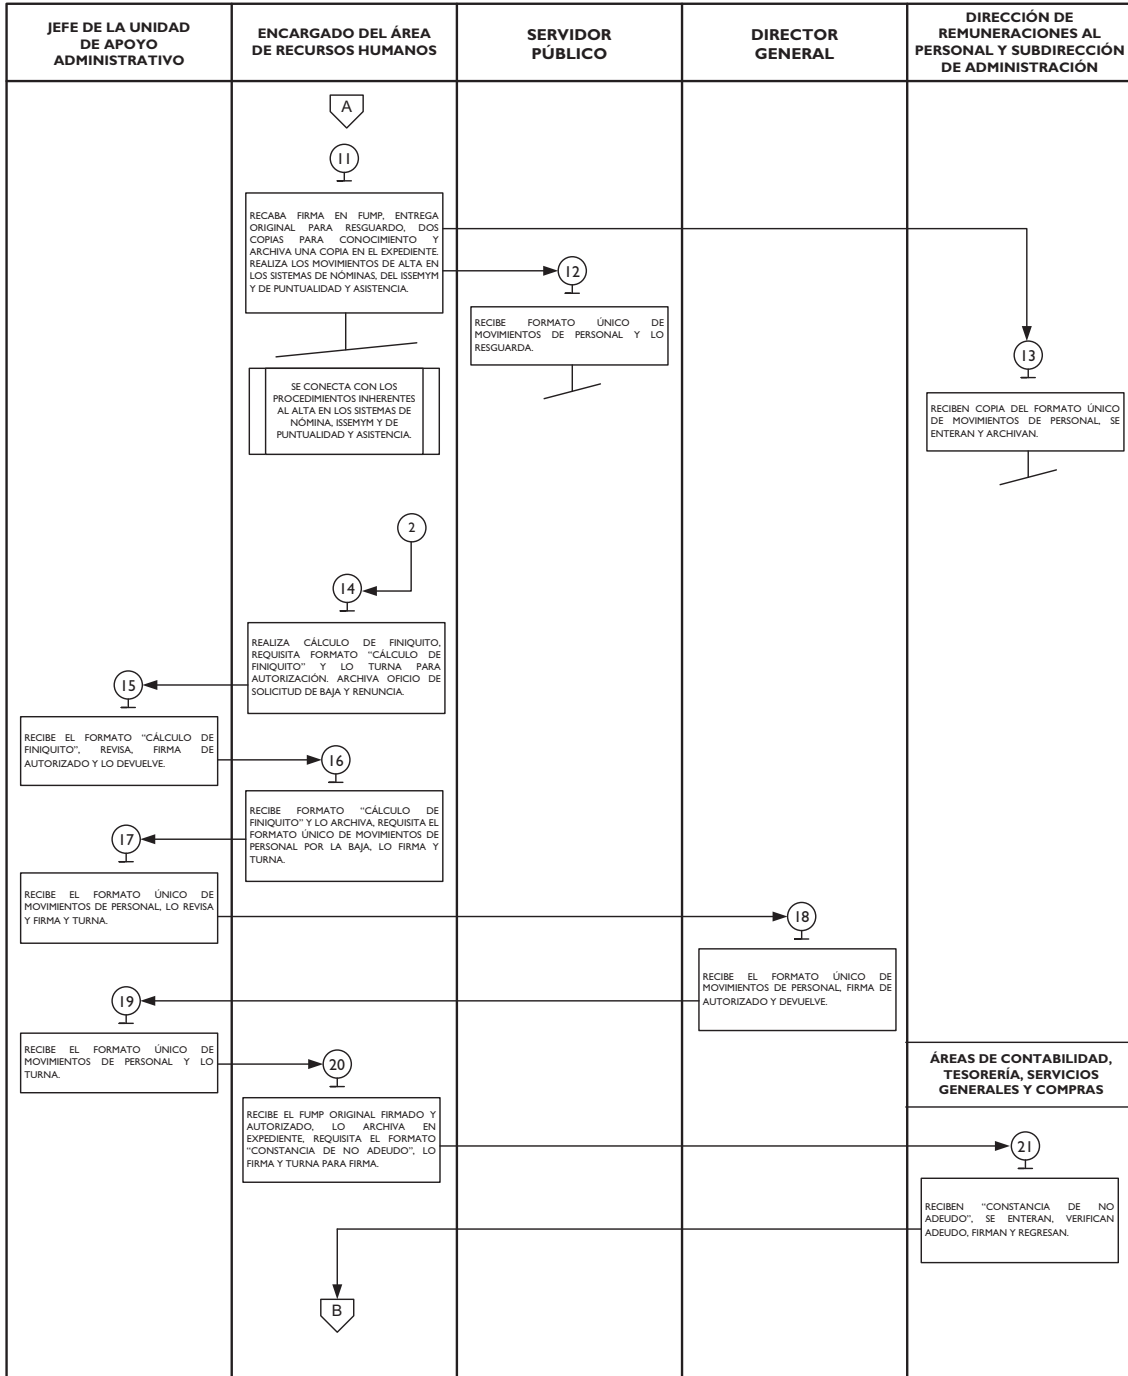 JEFE DE LA UNIDAD
DE APOYO
ADMINISTRATIVO
ENCARGADO DEL ÁREA
DE RECURSOS HUMANOS
SERVIDOR
PÚBLICO
DIRECTOR
GENERAL
DIRECCIÓN DE
REMUNERACIONES AL
PERSONAL Y SUBDIRECCIÓN
DE ADMINISTRACIÓN
A
11
RECABA FIRMA EN FUMP, ENTREGA
ORIGINAL PARA RESGUARDO, DOS
COPIAS PARA CONOCIMIENTO Y
ARCHIVA UNA COPIA EN EL EXPEDIENTE.
REALIZA LOS MOVIMIENTOS DE ALTA EN
LOS SISTEMAS DE NÓMINAS, DEL ISSEMYM
Y DE PUNTUALIDAD Y ASISTENCIA.
12
RECIBE FORMATO ÚNICO DE
MOVIMIENTOS DE PERSONAL Y LO
RESGUARDA.
13
RECIBEN COPIA DEL FORMATO ÚNICO
DE MOVIMIENTOS DE PERSONAL, SE
ENTERAN Y ARCHIVAN.
SE CONECTA CON LOS
PROCEDIMIENTOS INHERENTES
AL ALTA EN LOS SISTEMAS DE
NÓMINA, ISSEMYM Y DE
PUNTUALIDAD Y ASISTENCIA.
2
14
REALIZA CÁLCULO DE FINIQUITO,
REQUISITA FORMATO “CÁLCULO DE
FINIQUITO” Y LO TURNA PARA
AUTORIZACIÓN. ARCHIVA OFICIO DE
SOLICITUD DE BAJA Y RENUNCIA.
15
RECIBE EL FORMATO “CÁLCULO DE
FINIQUITO”, REVISA, FIRMA DE
AUTORIZADO Y LO DEVUELVE.
16
RECIBE FORMATO “CÁLCULO DE
FINIQUITO” Y LO ARCHIVA, REQUISITA EL
FORMATO ÚNICO DE MOVIMIENTOS DE
PERSONAL POR LA BAJA, LO FIRMA Y
TURNA.
17
RECIBE EL FORMATO ÚNICO DE
MOVIMIENTOS DE PERSONAL, LO REVISA
Y FIRMA Y TURNA.
18
RECIBE EL FORMATO ÚNICO DE
MOVIMIENTOS DE PERSONAL, FIRMA DE
AUTORIZADO Y DEVUELVE.
19
RECIBE EL FORMATO ÚNICO DE
MOVIMIENTOS DE PERSONAL Y LO
TURNA.
20
RECIBE EL FUMP ORIGINAL FIRMADO Y
AUTORIZADO, LO ARCHIVA EN
EXPEDIENTE, REQUISITA EL FORMATO
“CONSTANCIA DE NO ADEUDO”, LO
FIRMA Y TURNA PARA FIRMA.
ÁREAS DE CONTABILIDAD,
TESORERÍA, SERVICIOS
GENERALES Y COMPRAS
21
RECIBEN “CONSTANCIA DE NO
ADEUDO”, SE ENTERAN, VERIFICAN
ADEUDO, FIRMAN Y REGRESAN.
B